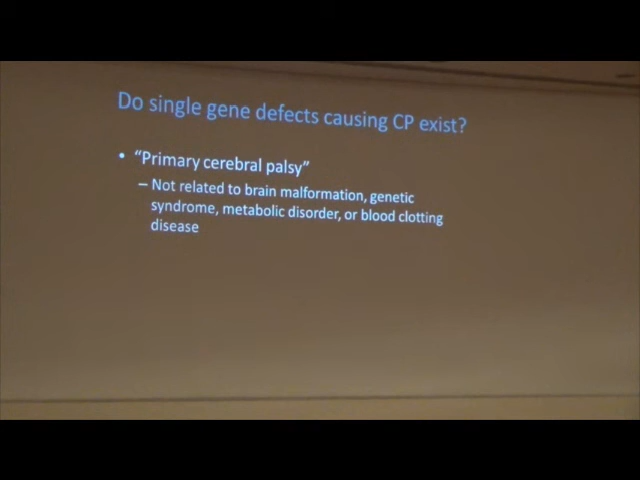 Do single gene defects causing CP exist?
• “Primary cerebral palsy”
– Not related to brain malformation, genetic
syndrome, metabolic disorder, or blood clotting
disease